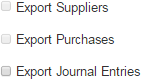 Export Suppliers
Export Purchases
Export Journal Entries